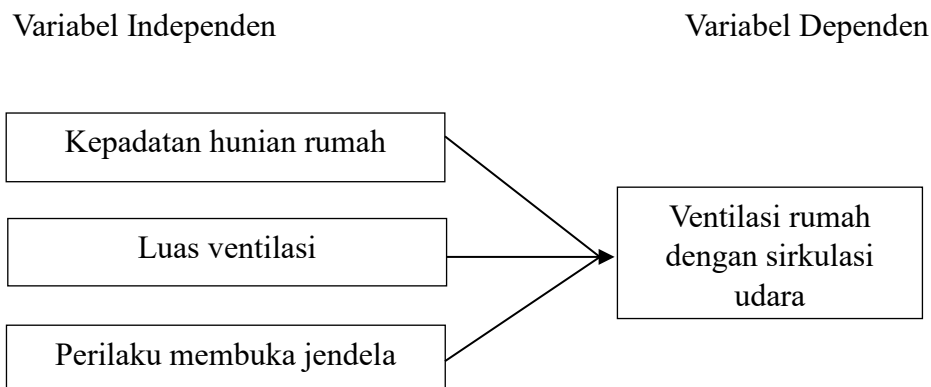 Variabel Independen
Variabel Dependen
Kepadatan hunian rumah
Luas ventilasi
Perilaku membuka jendela
Ventilasi rumah
dengan sirkulasi
udara